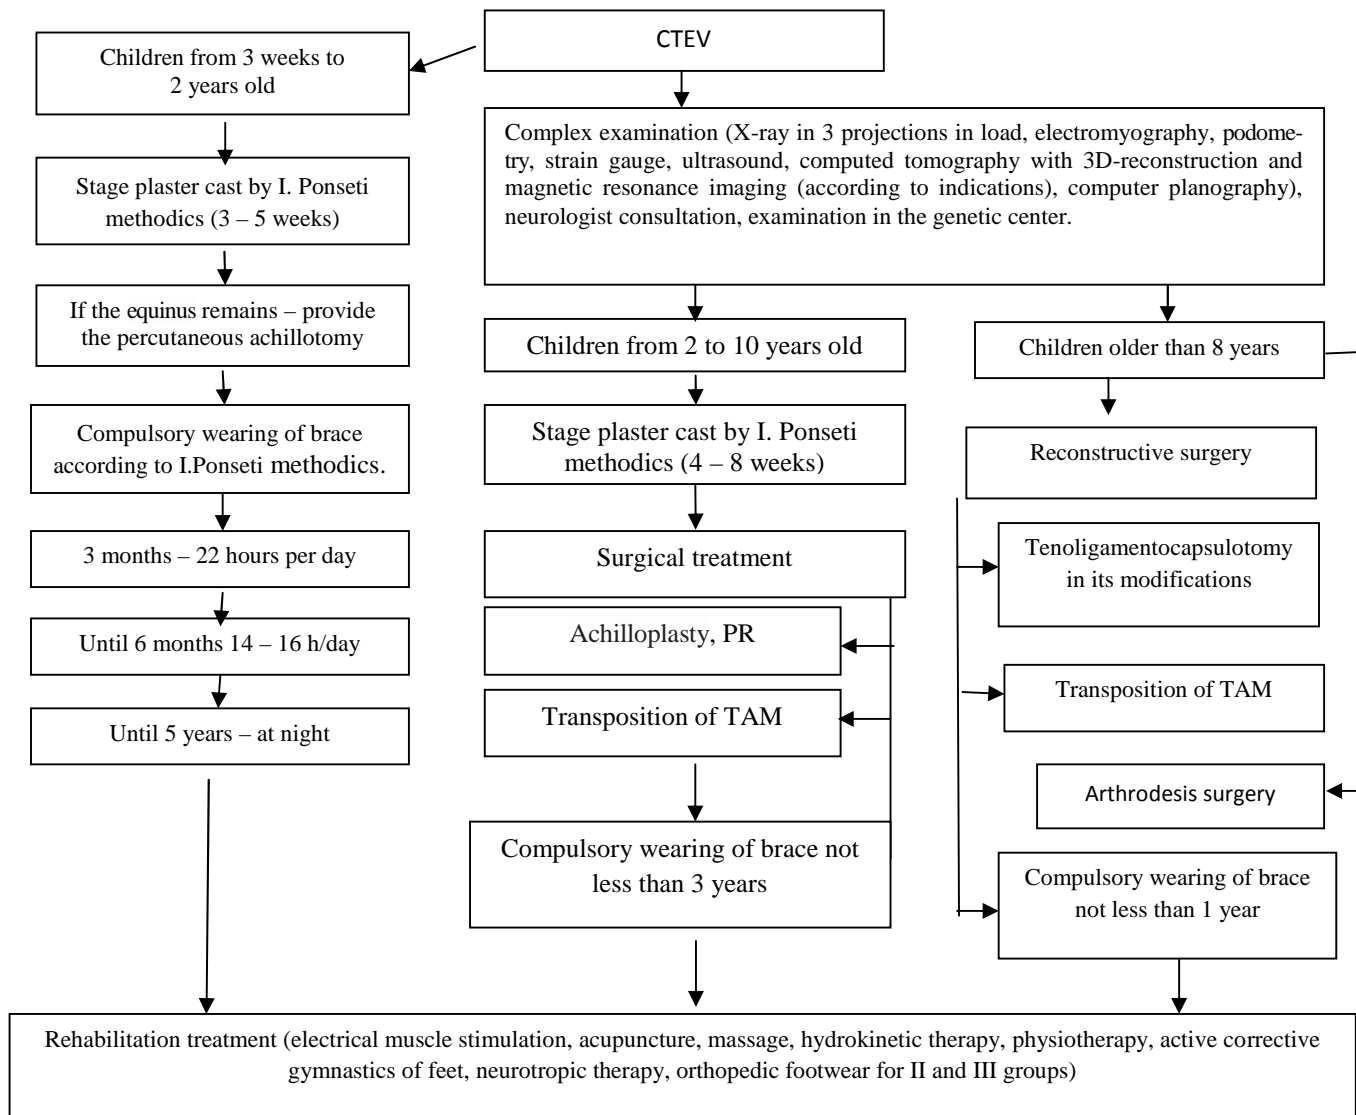 CTEV
Children from 3 weeks to
2 years old
Stage plaster cast by I. Ponseti
methodics (3 – 5 weeks)
If the equinus remains – provide
the percutaneous achillotomy
Compulsory wearing of brace
according to I.Ponseti methodics.
3 months – 22 hours per day
Until 6 months 14 – 16 h/day
Until 5 years – at night
Complex examination (X-ray in 3 projections in load, electromyography, podome-
try, strain gauge, ultrasound, computed tomography with 3D-reconstruction and
magnetic resonance imaging (according to indications), computer planography),
neurologist consultation, examination in the genetic center.
Children from 2 to 10 years old
Stage plaster cast by I. Ponseti
methodics (4 – 8 weeks)
Surgical treatment
Achilloplasty, PR
Transposition of TAM
Compulsory wearing of brace not
less than 3 years
Children older than 8 years
Reconstructive surgery
Tenoligamentocapsulotomy
in its modifications
Transposition of TAM
Arthrodesis surgery
Compulsory wearing of brace
not less than 1 year
Rehabilitation treatment (electrical muscle stimulation, acupuncture, massage, hydrokinetic therapy, physiotherapy, active corrective
gymnastics of feet, neurotropic therapy, orthopedic footwear for II and III groups)